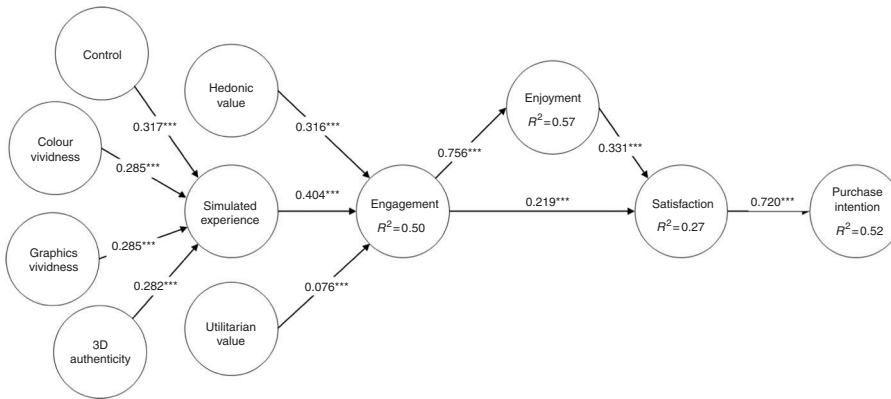 Control
0.317***
Colour
vividness
0.285***
Graphics
vividness
0.285***
3D
authenticity
0.282***
Simulated
experience
Hedonic
value
0.316***
0.404***
Utilitarian
value
0.076***
Engagement
R²=0.50
0.756***
Enjoyment
R²=0.57
0.331***
0.219***
Satisfaction
R²=0.27
0.720***
Purchase
intention
R²=0.52